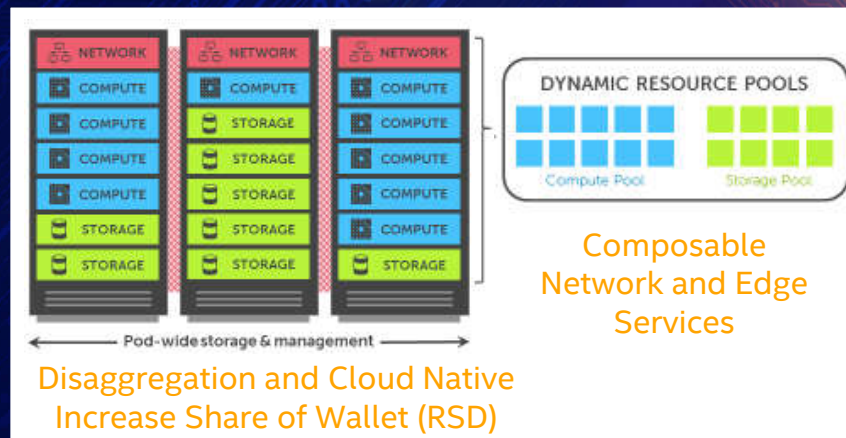 NETWORK
COMPUTE
COMPUTE
COMPUTE
COMPUTE
STORAGE
STORAGE
NETWORK
COMPUTE
STORAGE
STORAGE
STORAGE
STORAGE
STORAGE
NETWORK
COMPUTE
COMPUTE
COMPUTE
COMPUTE
COMPUTE
STORAGE
Pod-wide storage & management
DYNAMIC RESOURCE POOLS
Compute Pool
Storage Pool
Composable
Network and Edge
Services
Disaggregation and Cloud Native
Increase Share of Wallet (RSD)